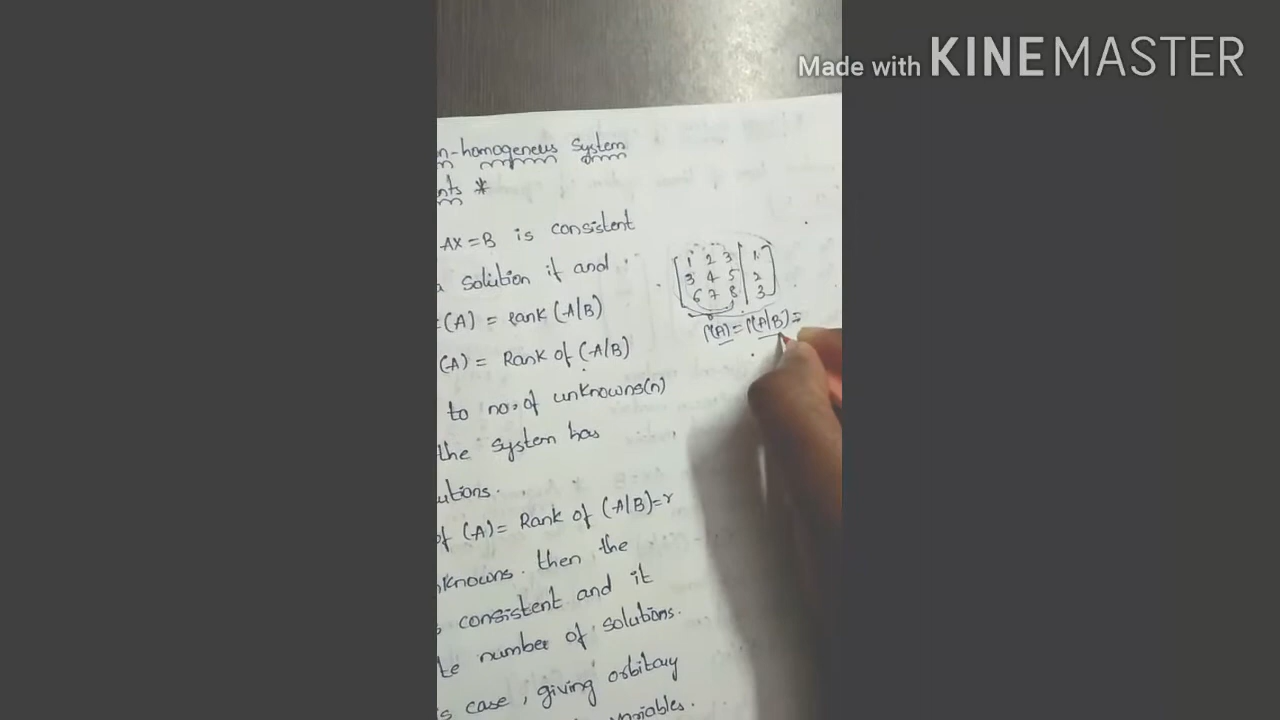 Made with KINEMASTER
n-homogeneus System
nts *
AX=B is consistent
a solution if and
(A) = rank (A/B)
(A) = Rank of (A/B)
to no. of unknowns(n)
the System has
utions.
of (A)= Rank of (A|B)=r
nknowns. then the
s consistent and it
te number of solutions.
s case, giving orbitary
variables.
1 2 3 | 1
3 4 5 | 2
6 7 8 | 3
r(A) = r(A/B) =